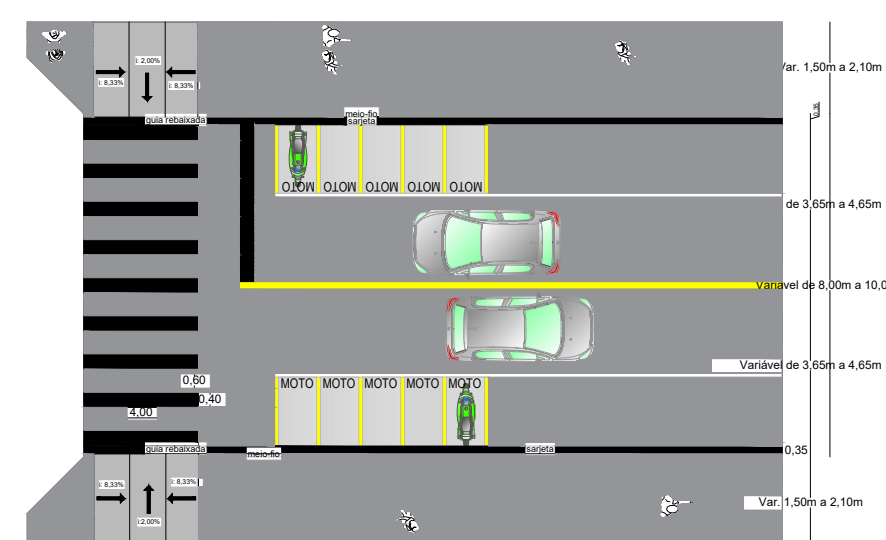 i: 2,00%
i: 8,33%
i: 8,33%
Var. 1,50m a 2,10m
0,35
guia rebaixada
meio-fio
sarjeta
MOTO MOTO MOTO MOTO MOTO
de 3,65m a 4,65m
Variável de 8,00m a 10,0
Variável de 3,65m a 4,65m
0,60
MOTO MOTO MOTO MOTO MOTO
0,40
4,00
guia rebaixada
meio-fio
sarjeta
0,35
i: 8,33%
i: 8,33%
Var. 1,50m a 2,10m
i:2,00%